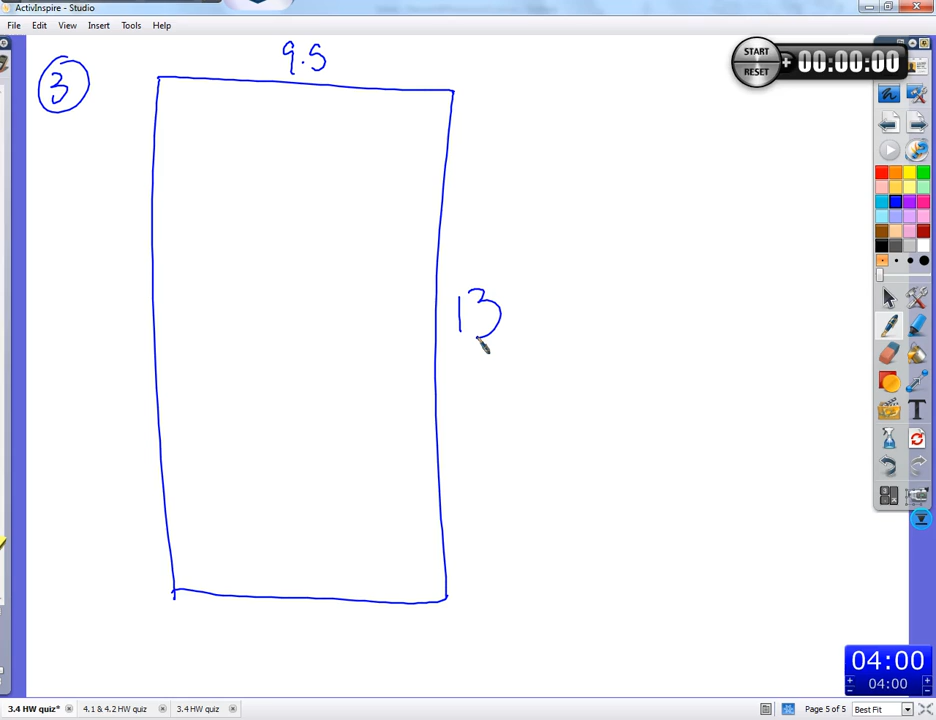 ActivInspire - Studio
File Edit View Insert Tools Help
START
RESET
00:00:00
3
9.5
13
04:00
04:00
3.4 HW quiz*
4.1 & 4.2 HW quiz
3.4 HW quiz
Page 5 of 5
Best Fit